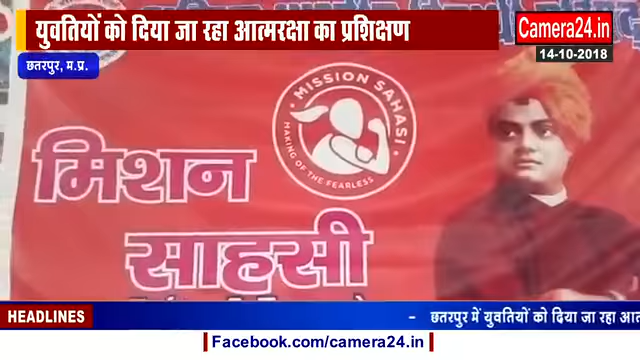 युवतियों को दिया जा रहा आत्मरक्षा का प्रशिक्षण
Camera24.in
14-10-2018
छतरपुर, म.प्र.
MISSION SAHASI
MAKING OF THE FEARLESS
मिशन
साहसी
HEADLINES
- छतरपुर में युवतियों को दिया जा रहा
Facebook.com/camera24.in